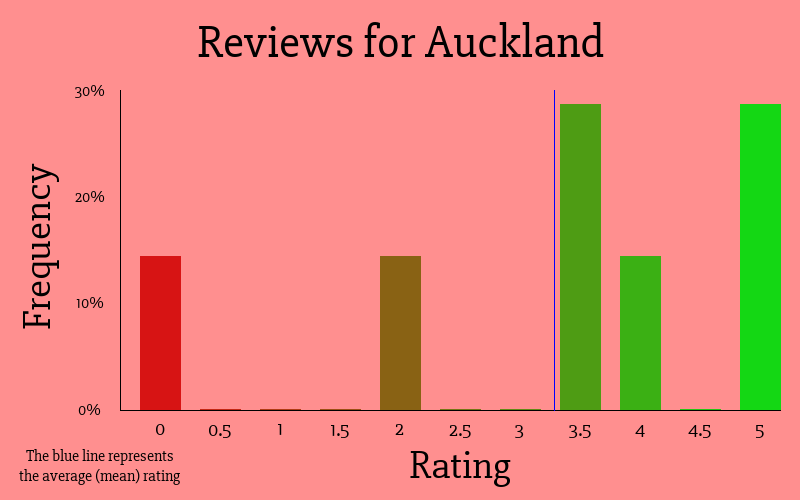 Reviews for Auckland
30%
20%
10%
0%
Frequency
0 0.5 1 1.5 2 2.5 3 3.5 4 4.5 5
Rating
The blue line represents
the average (mean) rating